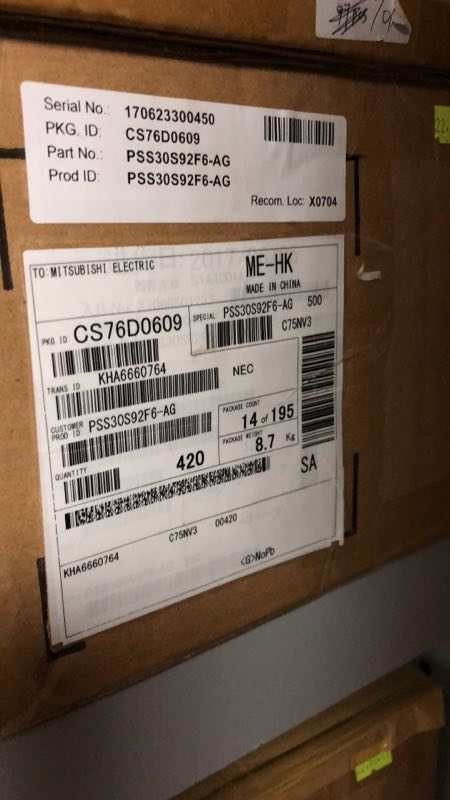 Serial No.: 170623300450
PKG. ID: CS76D0609
Part No.: PSS30S92F6-AG
Prod ID: PSS30S92F6-AG
Recom. Loc: X0704
TO MITSUBISHI ELECTRIC
ME-HK
MADE IN CHINA
PKG ID CS76D0609
SPECIAL PSS30S92F6-AG 500
C75NV3
TRANS ID KHA6660764
NEC
CUSTOMER PROD ID PSS30S92F6-AG
PACKAGE COUNT
14 of 195
PACKAGE WEIGHT
8.7 Kg
QUANTITY 420
SA
C75NV3 00420
KHA6660764
<G>NoPb